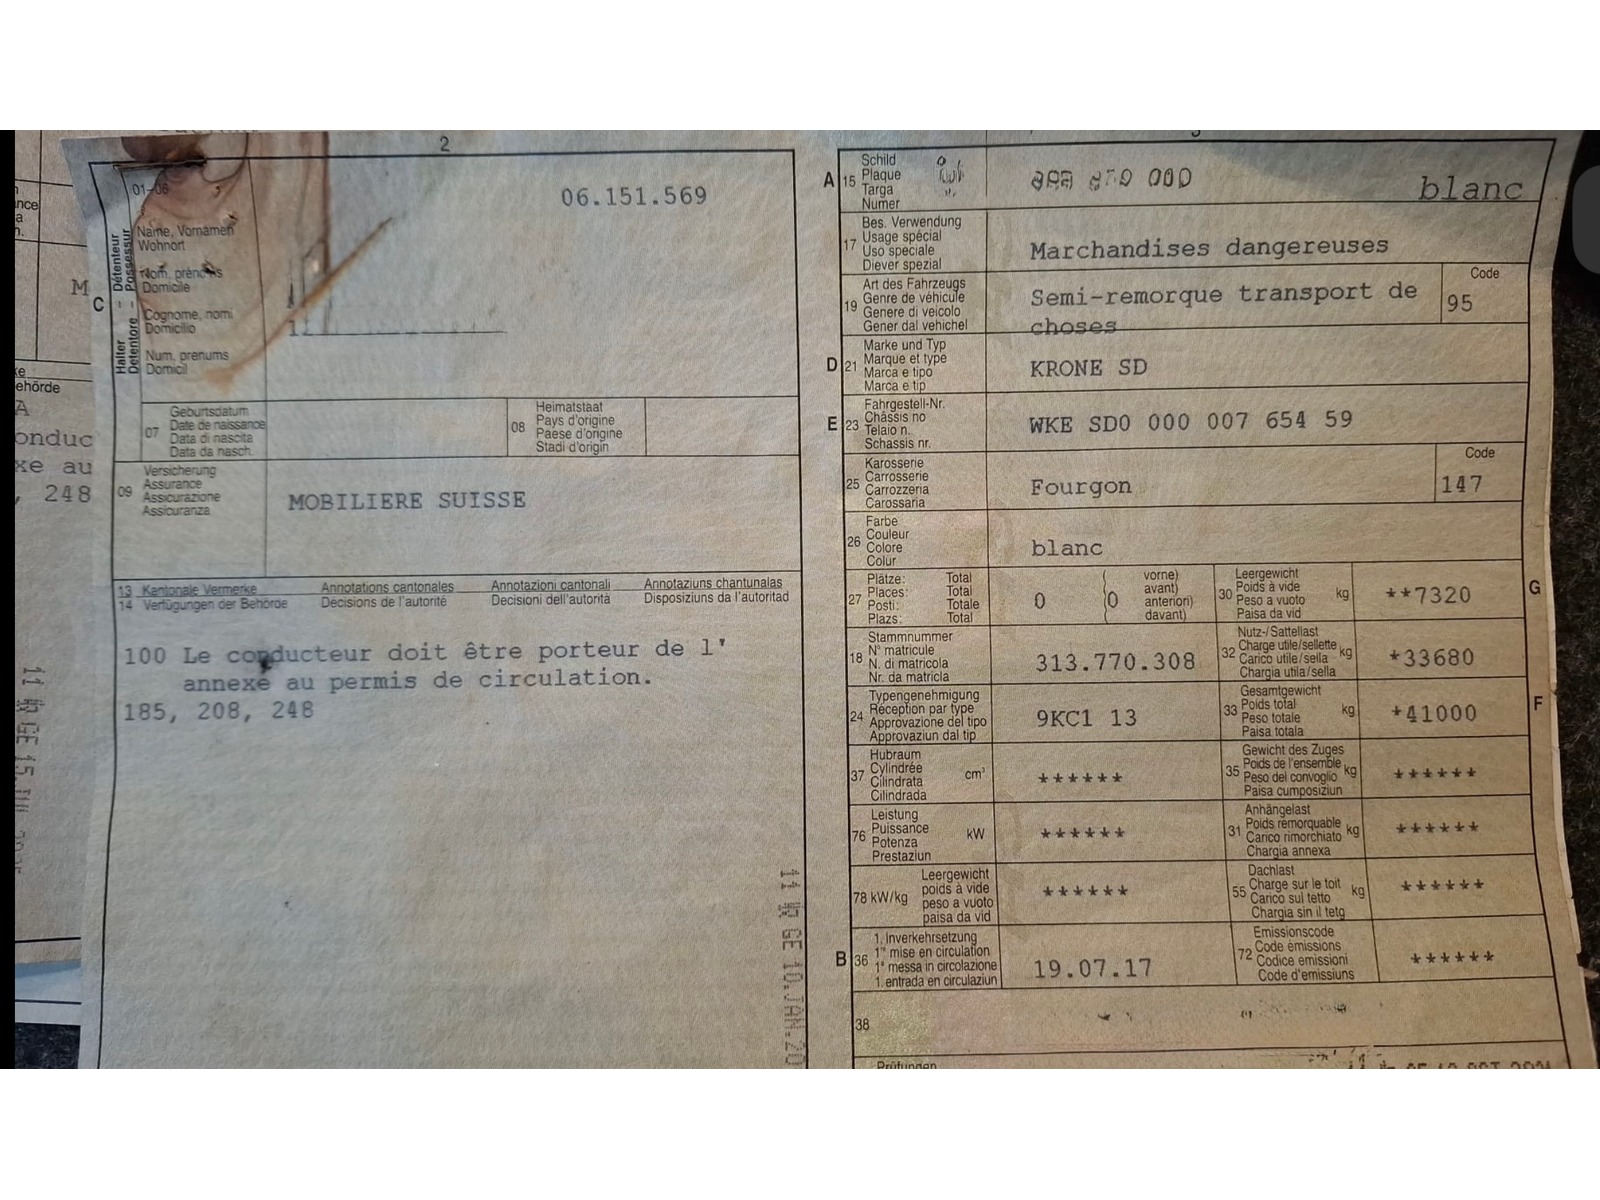 nce
a
n.
M
ehörde
A
onduc
xe au
, 248
2
01-06
06.151.569
C
Halter – Détenteur
Detentore – Possessur
Name, Vornamen
Wohnort
Nom, prénoms
Domicile
Cognome, nomi
Domicilio
Num, prenums
Domicil
07
Geburtsdatum
Date de naissance
Data di nascita
Data da nasch.
08
Heimatstaat
Pays d'origine
Paese d'origine
Stadi d'origin
09
Versicherung
Assurance
Assicurazione
Assicuranza
MOBILIERE SUISSE
13 Kantonale Vermerke Annotations cantonales Annotazioni cantonali Annotaziuns chantunalas
14 Verfügungen der Behörde Décisions de l'autorité Decisioni dell'autorità Disposiziuns da l'autoritad
100 Le conducteur doit être porteur de l'
annexe au permis de circulation.
185, 208, 248
A 15
Schild
Plaque
Targa
Numer
blanc
17
Bes. Verwendung
Usage spécial
Uso speciale
Diever spezial
Marchandises dangereuses
19
Art des Fahrzeugs
Genre de véhicule
Genere di veicolo
Gener dal vehichel
Semi-remorque transport de
choses
Code
95
D 21
Marke und Typ
Marque et type
Marca e tipo
Marca e tip
KRONE SD
E 23
Fahrgestell-Nr.
Châssis no
Telaio n.
Schassis nr.
WKE SD0 000 007 654 59
25
Karosserie
Carrosserie
Carrozzeria
Carossaria
Fourgon
Code
147
26
Farbe
Couleur
Colore
Colur
blanc
27
Plätze: Total
Places: Total
Posti: Totale
Plazs: Total
0
(0
vorne)
avant)
anteriori)
davant)
30
Leergewicht
Poids à vide
Peso a vuoto
Paisa da vid
kg
**7320
G
18
Stammnummer
N° matricule
N. di matricola
Nr. da matricla
313.770.308
32
Nutz-/Sattellast
Charge utile/sellette
Carico utile/sella
Chargia utila/sella
kg
*33680
24
Typengenehmigung
Réception par type
Approvazione del tipo
Approvaziun dal tip
9KC1 13
33
Gesamtgewicht
Poids total
Peso totale
Paisa totala
kg
*41000
F
37
Hubraum
Cylindrée
Cilindrata
Cilindrada
cm³
******
35
Gewicht des Zuges
Poids de l'ensemble
Peso del convoglio
Paisa cumposiziun
kg
******
76
Leistung
Puissance
Potenza
Prestaziun
kW
******
31
Anhängelast
Poids remorquable
Carico rimorchiato
Chargia annexa
kg
******
78 kW/kg
Leergewicht
poids à vide
peso a vuoto
paisa da vid
******
55
Dachlast
Charge sur le toit
Carico sul tetto
Chargia sin il tetg
kg
******
B 36
1. Inverkehrsetzung
1re mise en circulation
1a messa in circolazione
1. entrada en circulaziun
19.07.17
72
Emissionscode
Code émissions
Codice emissioni
Code d'emissiuns
******
38
Prüfungen